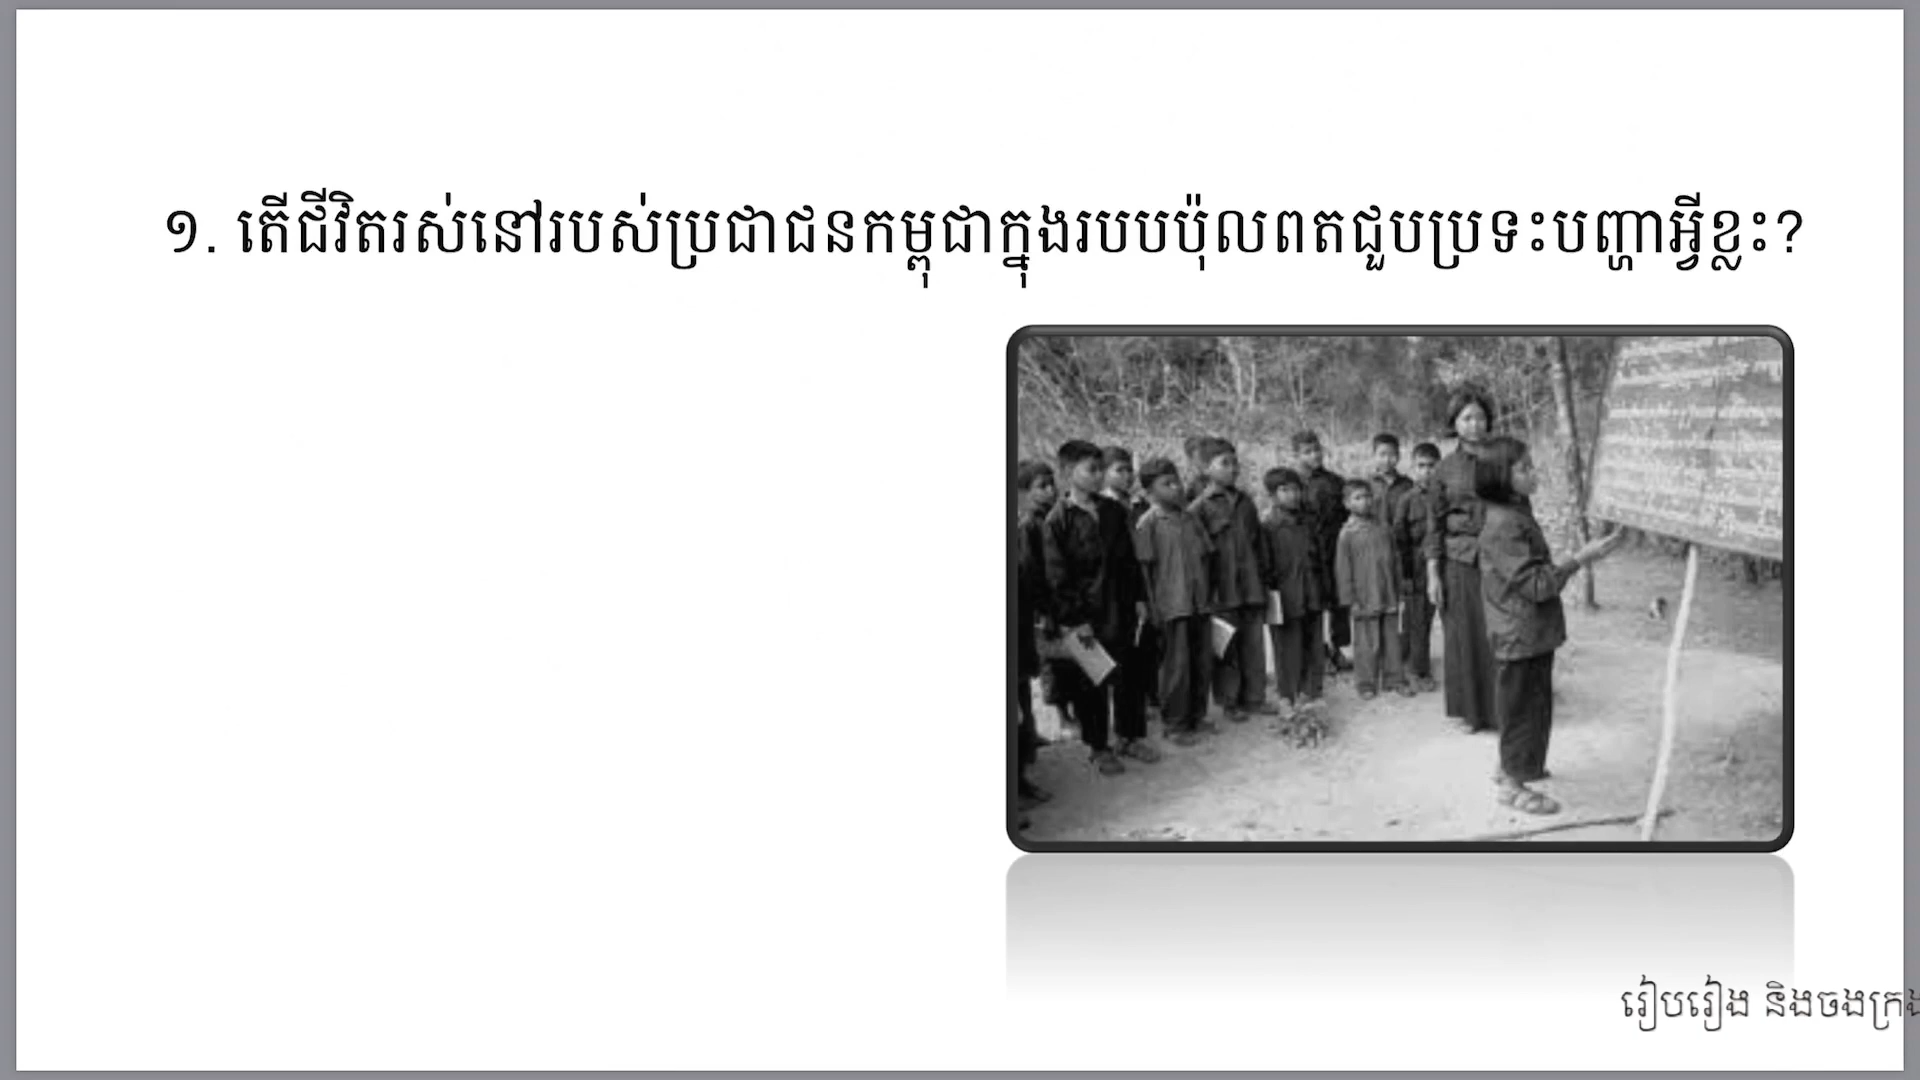 ១. តើជីវិតរស់នៅរបស់ប្រជាជនកម្ពុជាក្នុងរបបប៉ុលពតជួបប្រទះបញ្ហាអ្វីខ្លះ?
រៀបរៀង និងចងក្រង